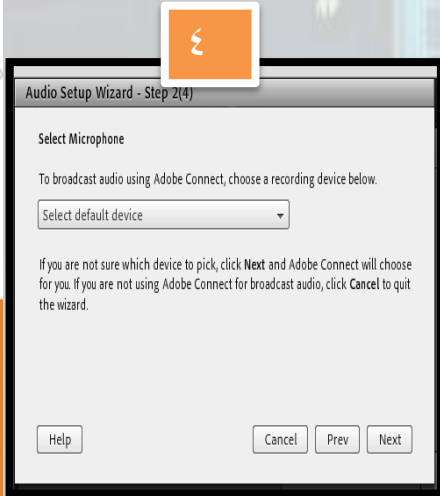 ٤
Audio Setup Wizard - Step 2(4)
Select Microphone
To broadcast audio using Adobe Connect, choose a recording device below.
Select default device
If you are not sure which device to pick, click Next and Adobe Connect will choose
for you. If you are not using Adobe Connect for broadcast audio, click Cancel to quit
the wizard.
Help Cancel Prev Next